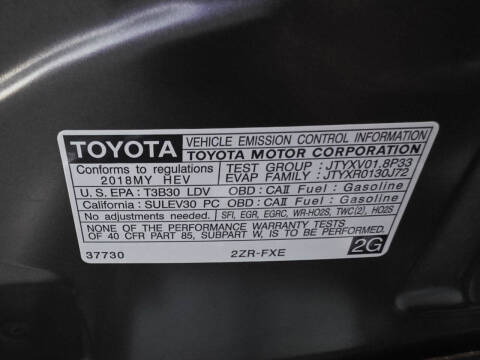 TOYOTA
VEHICLE EMISSION CONTROL INFORMATION
TOYOTA MOTOR CORPORATION
Conforms to regulations
2018MY HEV
TEST GROUP : JTYXV01.8P33
EVAP FAMILY : JTYXR0130J72
U.S. EPA : T3B30 LDV OBD : CAII Fuel : Gasoline
California : SULEV30 PC OBD : CAII Fuel : Gasoline
No adjustments needed. SFI, EGR, EGRC, WR-HO2S, TWC(2), HO2S
NONE OF THE PERFORMANCE WARRANTY TESTS
OF 40 CFR PART 85, SUBPART W, IS TO BE PERFORMED
37730 2ZR-FXE 2G